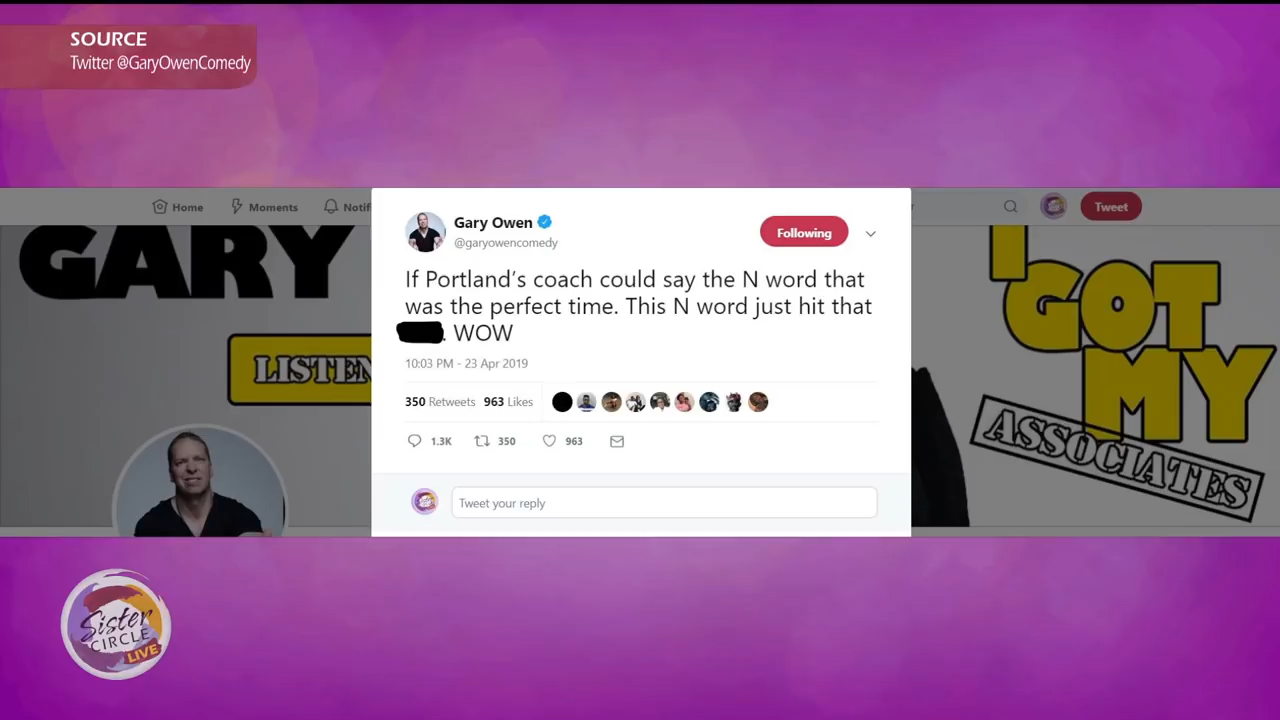 SOURCE
Twitter @GaryOwenComedy
Home
Moments
Notif
Tweet
GARY
LISTEN
I
GOT
MY
ASSOCIATES
Gary Owen
@garyowencomedy
Following
If Portland's coach could say the N word that
was the perfect time. This N word just hit that
. WOW
10:03 PM - 23 Apr 2019
350 Retweets 963 Likes
1.3K 350 963
Tweet your reply
Sister
CIRCLE
LIVE